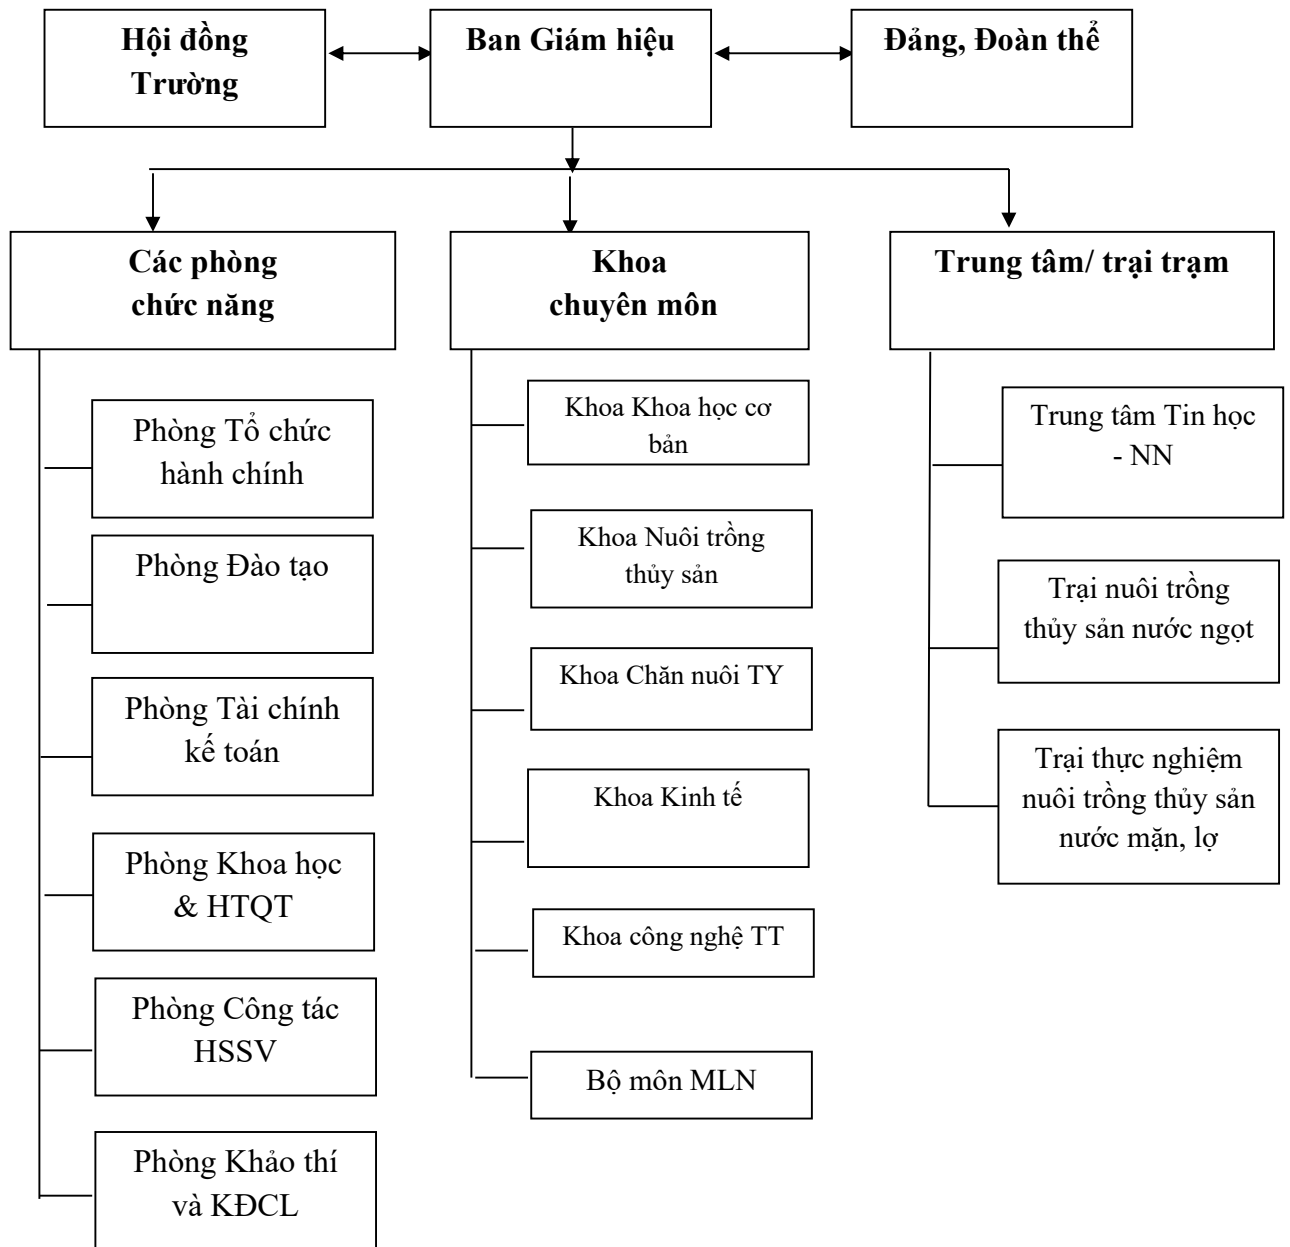 Hội đồng
Trường
Ban Giám hiệu
Đảng, Đoàn thể
Các phòng
chức năng
Khoa
chuyên môn
Trung tâm/ trại trạm
Phòng Tổ chức
hành chính
Phòng Đào tạo
Phòng Tài chính
kế toán
Phòng Khoa học
& HTQT
Phòng Công tác
HSSV
Phòng Khảo thí
và KĐCL
Khoa Khoa học cơ
bản
Khoa Nuôi trồng
thủy sản
Khoa Chăn nuôi TY
Khoa Kinh tế
Khoa công nghệ TT
Bộ môn MLN
Trung tâm Tin học
- NN
Trại nuôi trồng
thủy sản nước ngọt
Trại thực nghiệm
nuôi trồng thủy sản
nước mặn, lợ